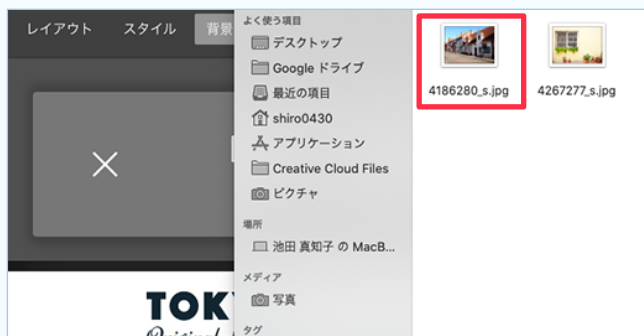 レイアウト スタイル 背景
よく使う項目
デスクトップ
Google ドライブ
最近の項目
shiro0430
アプリケーション
Creative Cloud Files
ピクチャ
場所
池田 真知子 の MacB...
メディア
写真
タグ
4186280_s.jpg 4267277_s.jpg
TOK
Original